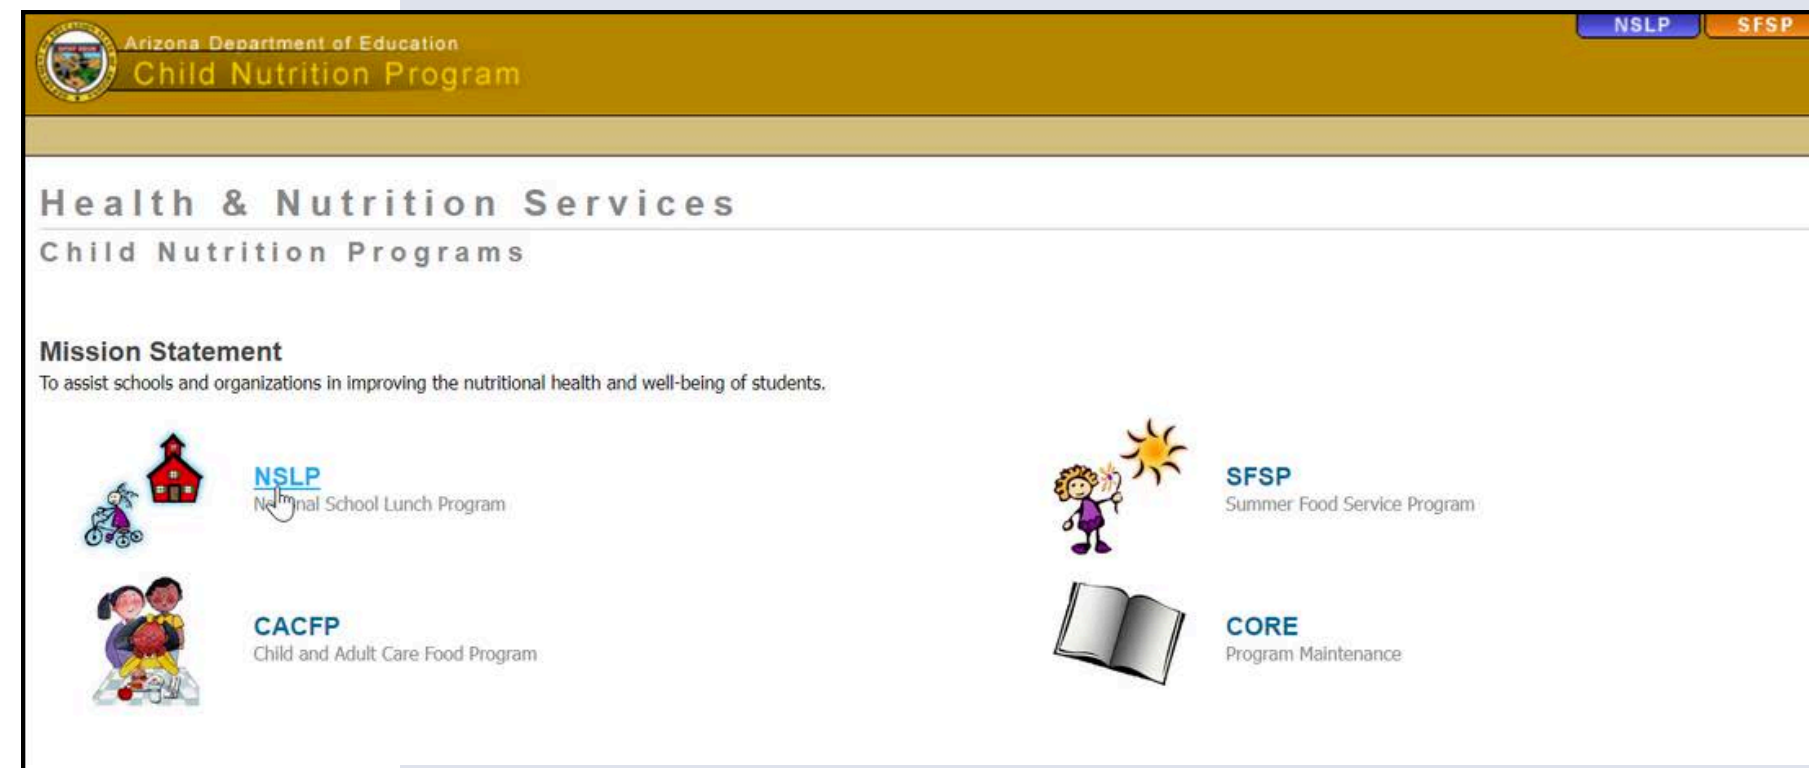 Arizona Department of Education
Child Nutrition Program
NSLP
SFSP
Health & Nutrition Services
Child Nutrition Programs
Mission Statement
To assist schools and organizations in improving the nutritional health and well-being of students.
NSLP
National School Lunch Program
SFSP
Summer Food Service Program
CACFP
Child and Adult Care Food Program
CORE
Program Maintenance